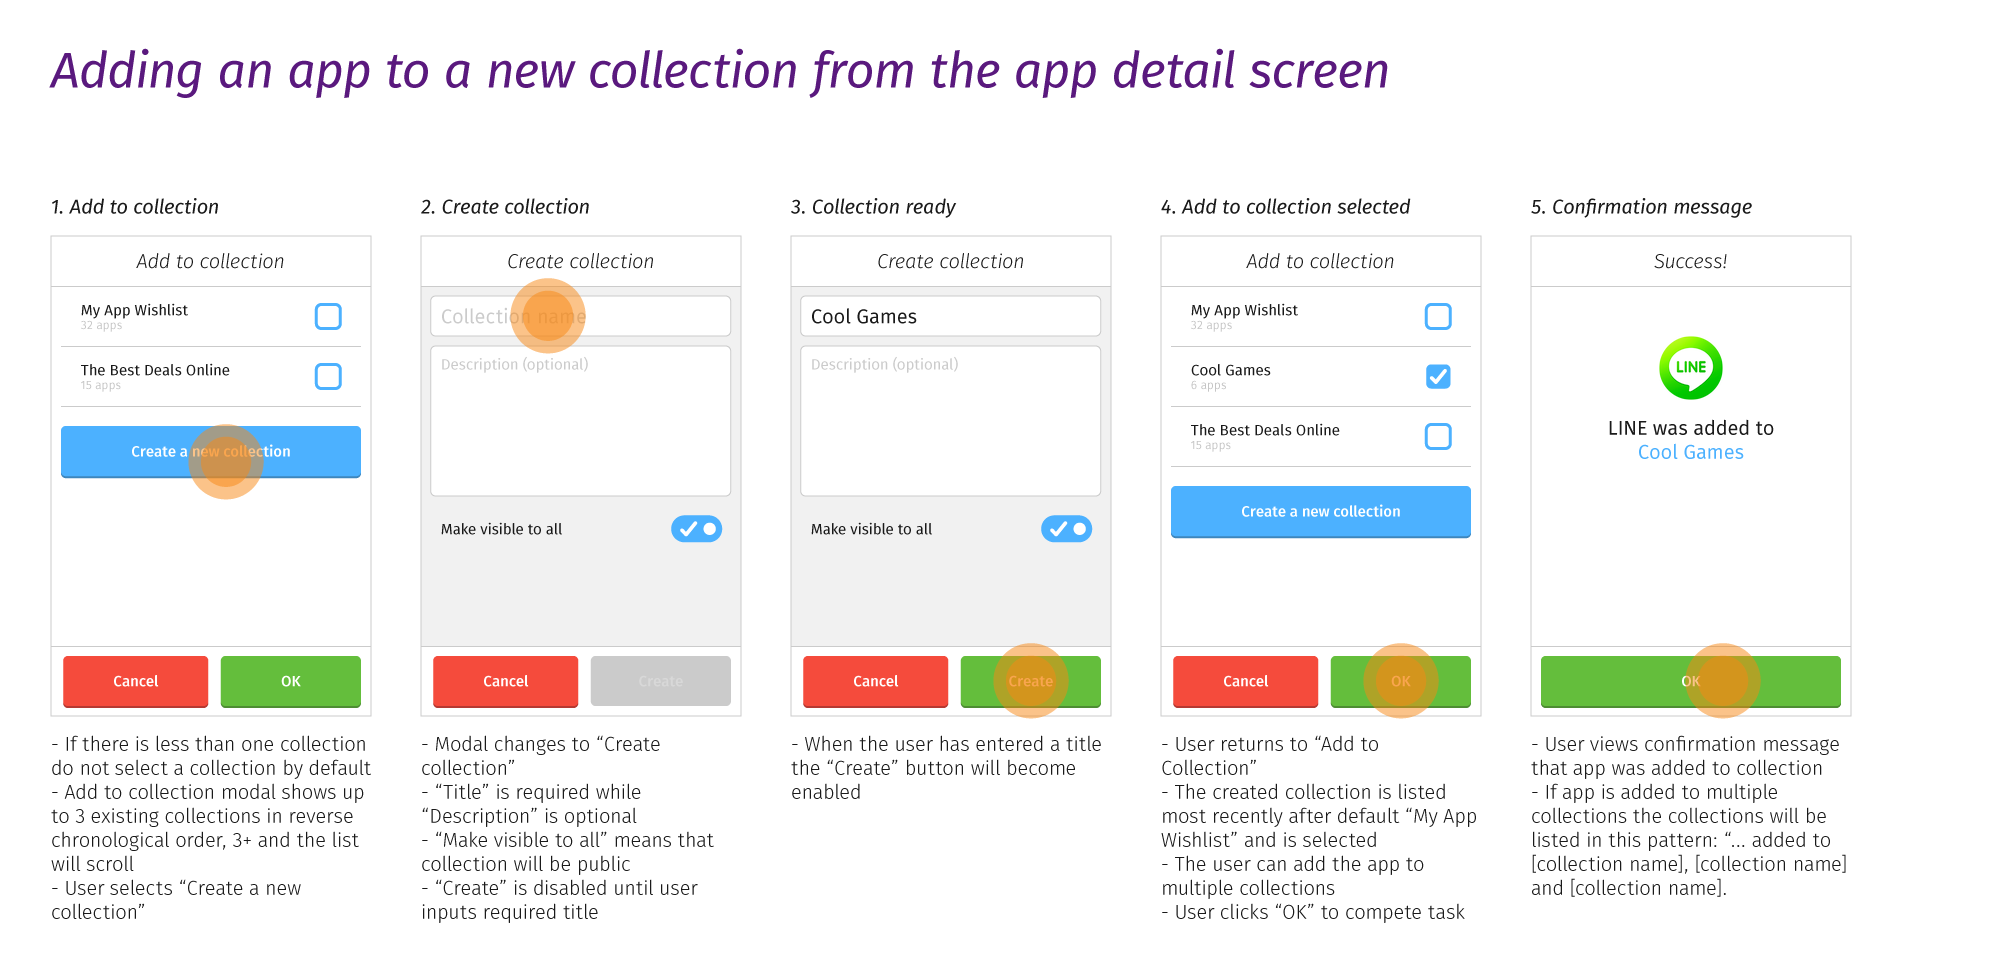 Adding an app to a new collection from the app detail screen
1. Add to collection
Add to collection
My App Wishlist
32 apps
The Best Deals Online
15 apps
Create a new collection
Cancel
OK
- If there is less than one collection
do not select a collection by default
- Add to collection modal shows up
to 3 existing collections in reverse
chronological order, 3+ and the list
will scroll
- User selects “Create a new
collection”
2. Create collection
Create collection
Collection name
Description (optional)
Make visible to all
Cancel
Create
- Modal changes to “Create
collection”
- “Title” is required while
“Description” is optional
- “Make visible to all” means that
collection will be public
- “Create” is disabled until user
inputs required title
3. Collection ready
Create collection
Cool Games
Description (optional)
Make visible to all
Cancel
Create
- When the user has entered a title
the “Create” button will become
enabled
4. Add to collection selected
Add to collection
My App Wishlist
32 apps
Cool Games
6 apps
The Best Deals Online
15 apps
Create a new collection
Cancel
OK
- User returns to “Add to
Collection”
- The created collection is listed
most recently after default “My App
Wishlist” and is selected
- The user can add the app to
multiple collections
- User clicks “OK” to compete task
5. Confirmation message
Success!
LINE
LINE was added to
Cool Games
OK
- User views confirmation message
that app was added to collection
- If app is added to multiple
collections the collections will be
listed in this pattern: “... added to
[collection name], [collection name]
and [collection name].